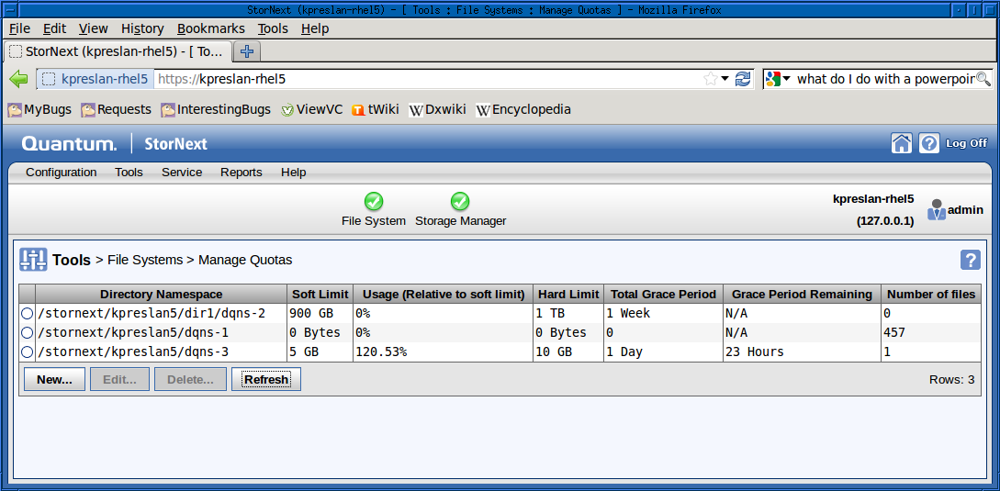 StorNext (kpreslan-rhel5) - [ Tools : File Systems : Manage Quotas ] - Mozilla Firefox
File Edit View History Bookmarks Tools Help
StorNext (kpreslan-rhel5) - [ To...
kpreslan-rhel5 https://kpreslan-rhel5 what do I do with a powerpoin
MyBugs Requests InterestingBugs ViewVC tWiki Dxwiki Encyclopedia
Quantum. StorNext Log Off
Configuration Tools Service Reports Help
File System Storage Manager
kpreslan-rhel5
(127.0.0.1)
admin
Tools > File Systems > Manage Quotas
Directory Namespace Soft Limit Usage (Relative to soft limit) Hard Limit Total Grace Period Grace Period Remaining Number of files
/stornext/kpreslan5/dir1/dqns-2 900 GB 0% 1 TB 1 Week N/A 0
/stornext/kpreslan5/dqns-1 0 Bytes 0% 0 Bytes 0 N/A 457
/stornext/kpreslan5/dqns-3 5 GB 120.53% 10 GB 1 Day 23 Hours 1
New... Edit... Delete... Refresh Rows: 3